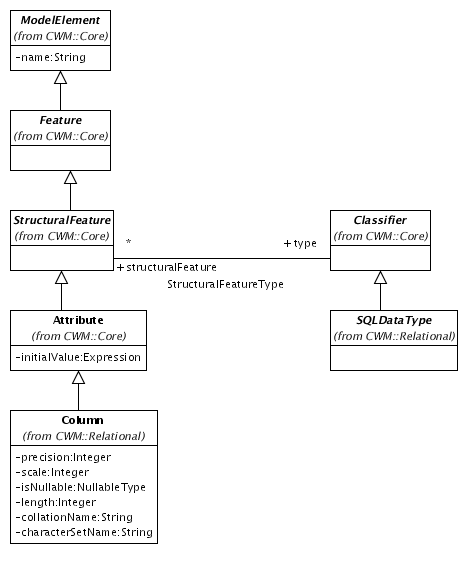 ModelElement
(from CWM::Core)
-name:String
Feature
(from CWM::Core)
StructuralFeature
(from CWM::Core)
Classifier
(from CWM::Core)
*
+type
+structuralFeature
StructuralFeatureType
Attribute
(from CWM::Core)
-initialValue:Expression
SQLDataType
(from CWM::Relational)
Column
(from CWM::Relational)
-precision:Integer
-scale:Integer
-isNullable:NullableType
-length:Integer
-collationName:String
-characterSetName:String